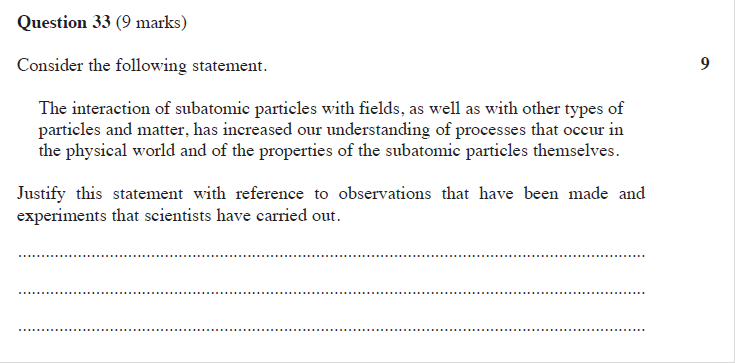 Question 33 (9 marks)
Consider the following statement. 9
The interaction of subatomic particles with fields, as well as with other types of
particles and matter, has increased our understanding of processes that occur in
the physical world and of the properties of the subatomic particles themselves.
Justify this statement with reference to observations that have been made and
experiments that scientists have carried out.